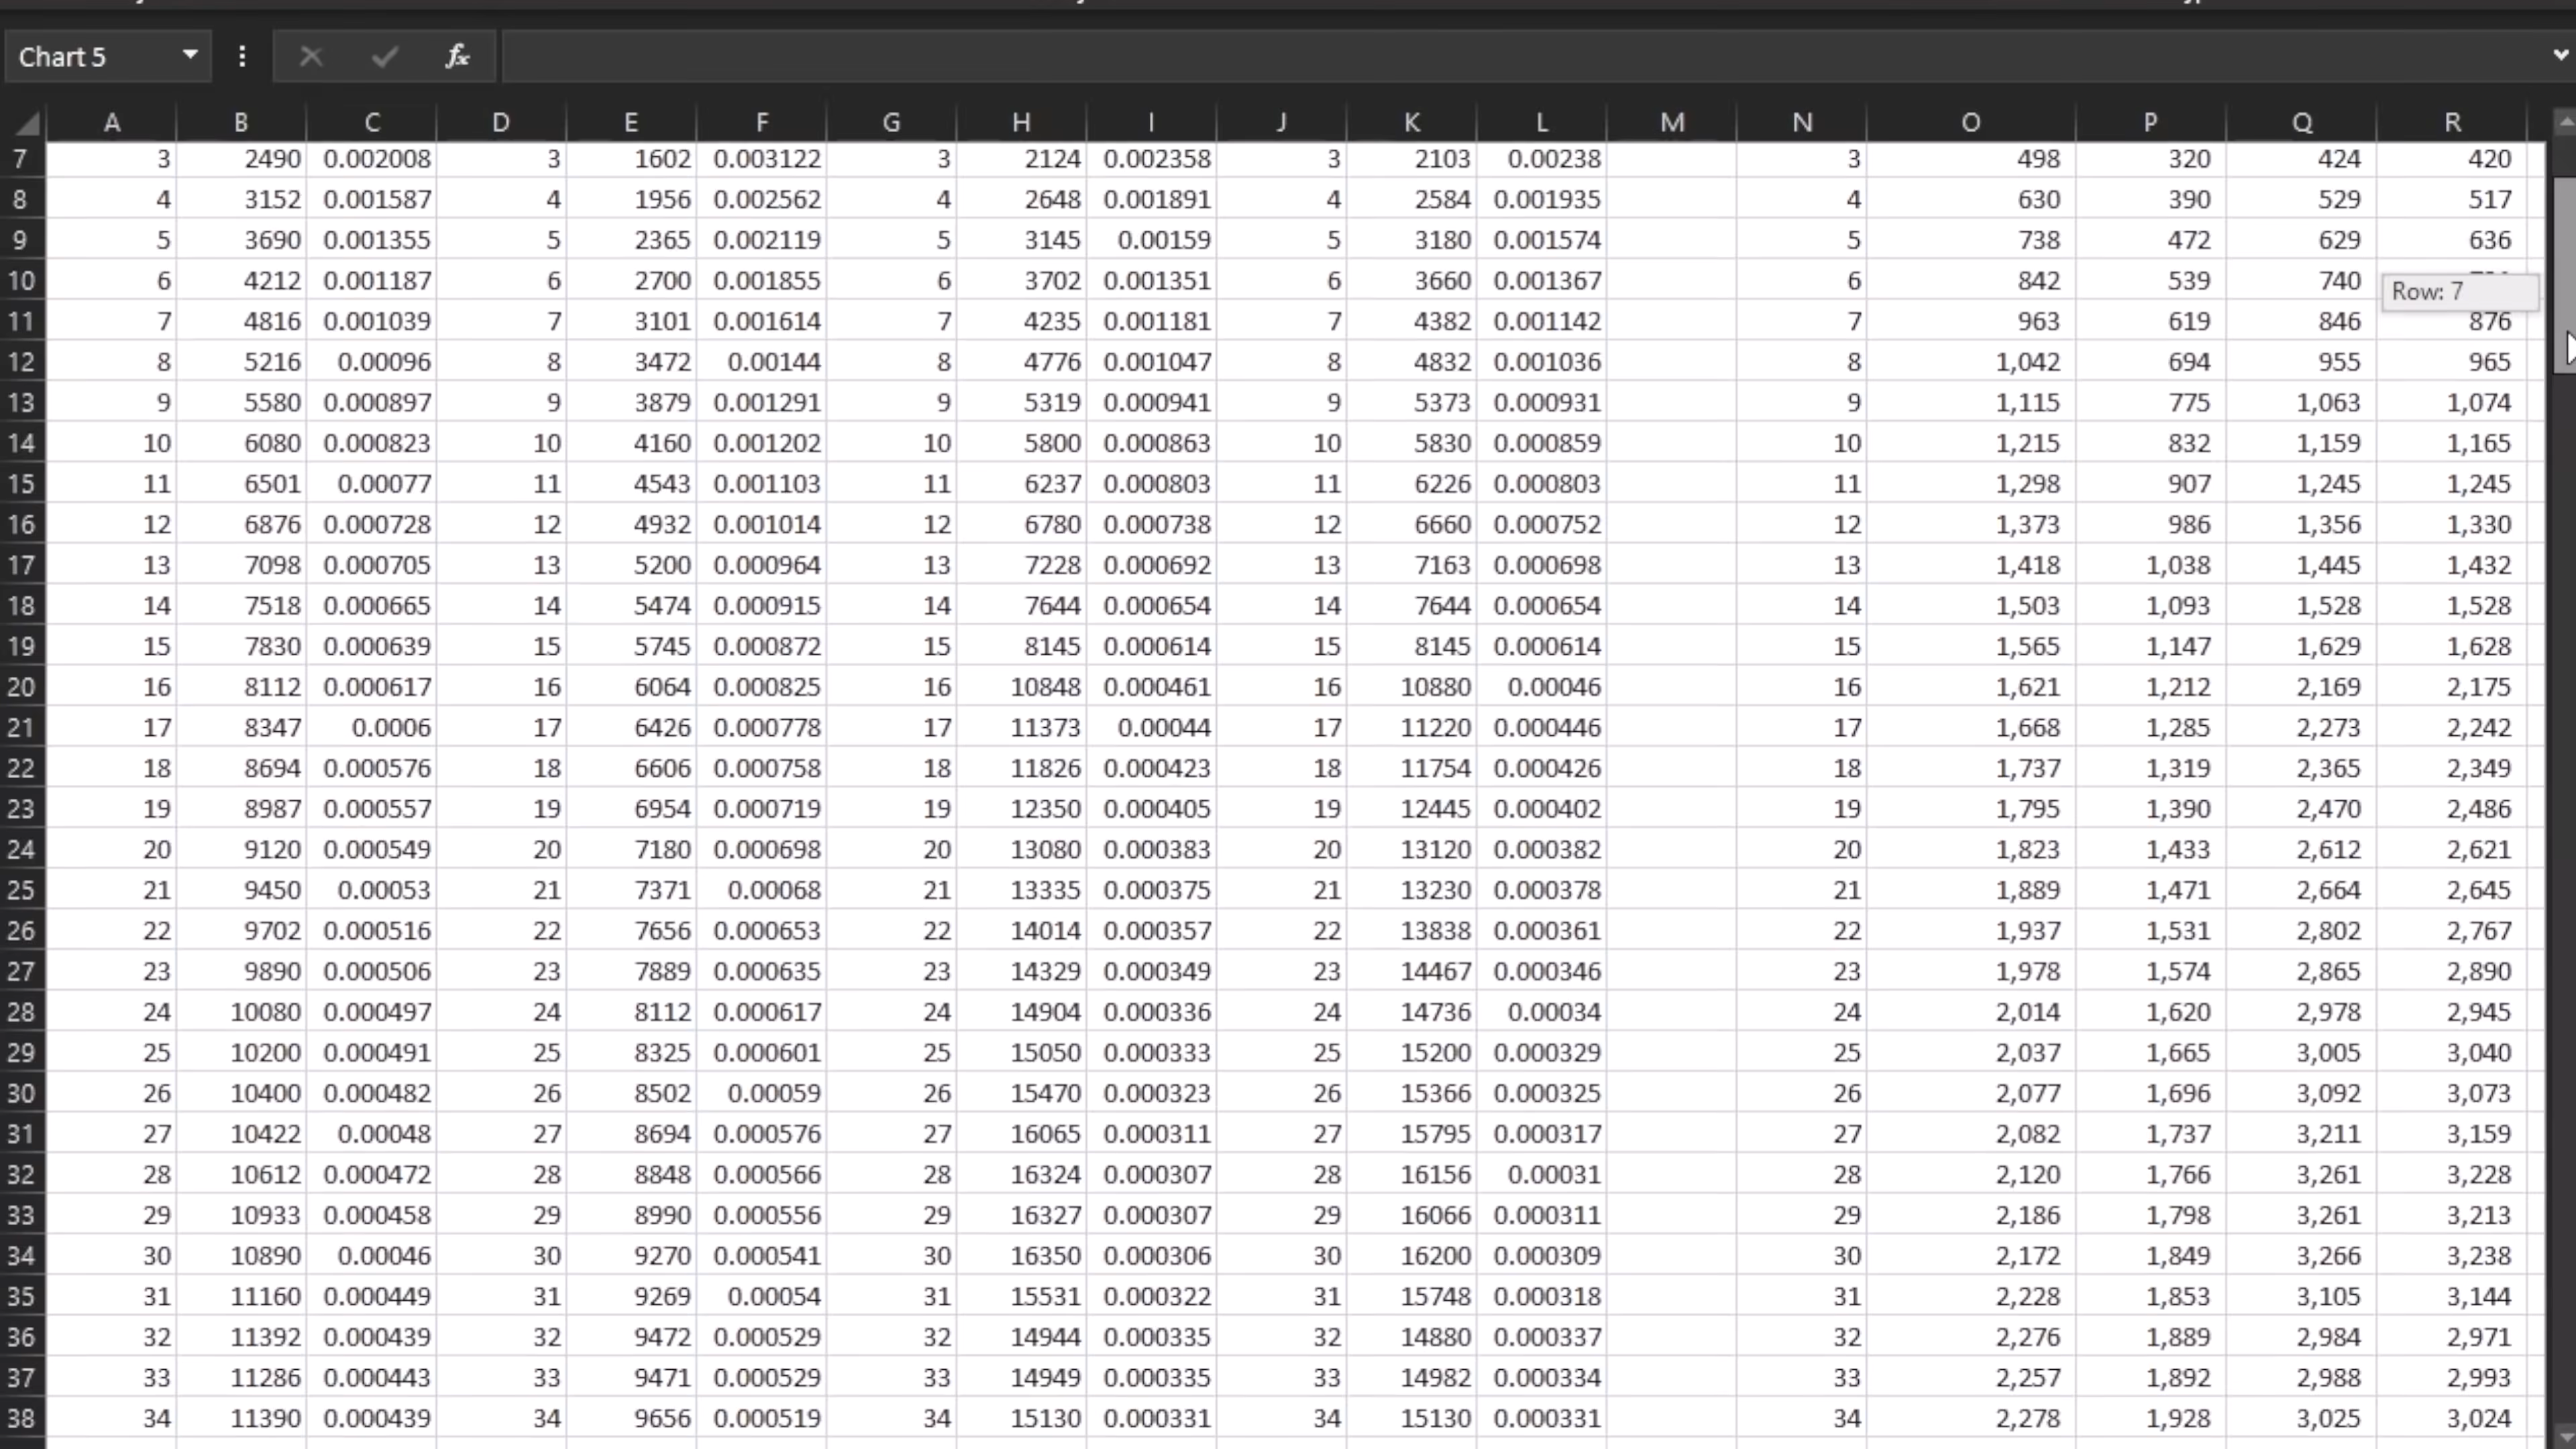 Chart 5 fx
A B C D E F G H I J K L M N O P Q R
7 3 2490 0.002008 3 1602 0.003122 3 2124 0.002358 3 2103 0.00238 3 498 320 424 420
8 4 3152 0.001587 4 1956 0.002562 4 2648 0.001891 4 2584 0.001935 4 630 390 529 517
9 5 3690 0.001355 5 2365 0.002119 5 3145 0.00159 5 3180 0.001574 5 738 472 629 636
10 6 4212 0.001187 6 2700 0.001855 6 3702 0.001351 6 3660 0.001367 6 842 539 740
Row: 7
11 7 4816 0.001039 7 3101 0.001614 7 4235 0.001181 7 4382 0.001142 7 963 619 846 876
12 8 5216 0.00096 8 3472 0.00144 8 4776 0.001047 8 4832 0.001036 8 1,042 694 955 965
13 9 5580 0.000897 9 3879 0.001291 9 5319 0.000941 9 5373 0.000931 9 1,115 775 1,063 1,074
14 10 6080 0.000823 10 4160 0.001202 10 5800 0.000863 10 5830 0.000859 10 1,215 832 1,159 1,165
15 11 6501 0.00077 11 4543 0.001103 11 6237 0.000803 11 6226 0.000803 11 1,298 907 1,245 1,245
16 12 6876 0.000728 12 4932 0.001014 12 6780 0.000738 12 6660 0.000752 12 1,373 986 1,356 1,330
17 13 7098 0.000705 13 5200 0.000964 13 7228 0.000692 13 7163 0.000698 13 1,418 1,038 1,445 1,432
18 14 7518 0.000665 14 5474 0.000915 14 7644 0.000654 14 7644 0.000654 14 1,503 1,093 1,528 1,528
19 15 7830 0.000639 15 5745 0.000872 15 8145 0.000614 15 8145 0.000614 15 1,565 1,147 1,629 1,628
20 16 8112 0.000617 16 6064 0.000825 16 10848 0.000461 16 10880 0.00046 16 1,621 1,212 2,169 2,175
21 17 8347 0.0006 17 6426 0.000778 17 11373 0.00044 17 11220 0.000446 17 1,668 1,285 2,273 2,242
22 18 8694 0.000576 18 6606 0.000758 18 11826 0.000423 18 11754 0.000426 18 1,737 1,319 2,365 2,349
23 19 8987 0.000557 19 6954 0.000719 19 12350 0.000405 19 12445 0.000402 19 1,795 1,390 2,470 2,486
24 20 9120 0.000549 20 7180 0.000698 20 13080 0.000383 20 13120 0.000382 20 1,823 1,433 2,612 2,621
25 21 9450 0.00053 21 7371 0.00068 21 13335 0.000375 21 13230 0.000378 21 1,889 1,471 2,664 2,645
26 22 9702 0.000516 22 7656 0.000653 22 14014 0.000357 22 13838 0.000361 22 1,937 1,531 2,802 2,767
27 23 9890 0.000506 23 7889 0.000635 23 14329 0.000349 23 14467 0.000346 23 1,978 1,574 2,865 2,890
28 24 10080 0.000497 24 8112 0.000617 24 14904 0.000336 24 14736 0.00034 24 2,014 1,620 2,978 2,945
29 25 10200 0.000491 25 8325 0.000601 25 15050 0.000333 25 15200 0.000329 25 2,037 1,665 3,005 3,040
30 26 10400 0.000482 26 8502 0.00059 26 15470 0.000323 26 15366 0.000325 26 2,077 1,696 3,092 3,073
31 27 10422 0.00048 27 8694 0.000576 27 16065 0.000311 27 15795 0.000317 27 2,082 1,737 3,211 3,159
32 28 10612 0.000472 28 8848 0.000566 28 16324 0.000307 28 16156 0.00031 28 2,120 1,766 3,261 3,228
33 29 10933 0.000458 29 8990 0.000556 29 16327 0.000307 29 16066 0.000311 29 2,186 1,798 3,261 3,213
34 30 10890 0.00046 30 9270 0.000541 30 16350 0.000306 30 16200 0.000309 30 2,172 1,849 3,266 3,238
35 31 11160 0.000449 31 9269 0.00054 31 15531 0.000322 31 15748 0.000318 31 2,228 1,853 3,105 3,144
36 32 11392 0.000439 32 9472 0.000529 32 14944 0.000335 32 14880 0.000337 32 2,276 1,889 2,984 2,971
37 33 11286 0.000443 33 9471 0.000529 33 14949 0.000335 33 14982 0.000334 33 2,257 1,892 2,988 2,993
38 34 11390 0.000439 34 9656 0.000519 34 15130 0.000331 34 15130 0.000331 34 2,278 1,928 3,025 3,024